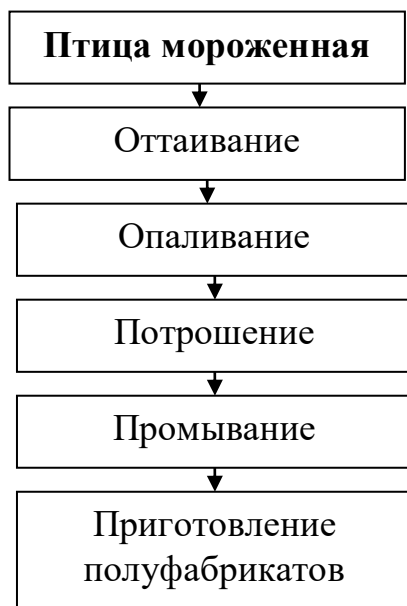 Птица мороженная
Оттаивание
Опаливание
Потрошение
Промывание
Приготовление
полуфабрикатов